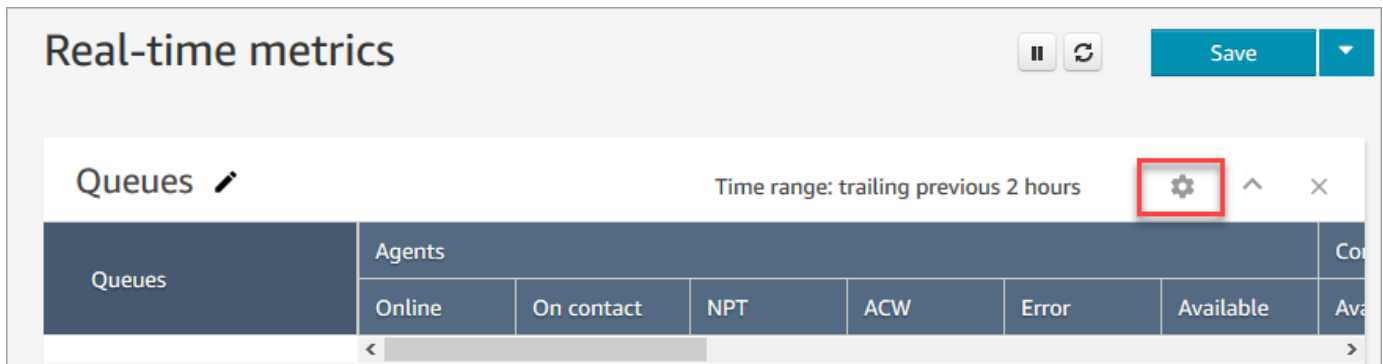 Real-time metrics
Save
Queues
Time range: trailing previous 2 hours
Queues
Agents
Online On contact NPT ACW Error Available